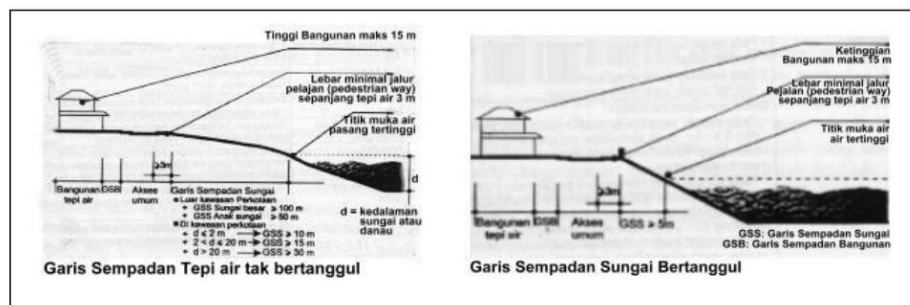 Tinggi Bangunan maks 15 m
Lebar minimal jalur
pelajan (pedestrian way)
sepanjang tepi air 3 m
Titik muka air
pasang tertinggi
≥3m
d
Bangunan
tepi air
GSB
Akses
umum
Garis Sempadan Sungai
Luar kawasan Perkotaan
+ GSS Sungai besar ≥ 100 m
+ GSS Anak sungai ≥ 50 m
Di kawasan perkotaan
+ d ≤ 2 m → GSS ≥ 10 m
+ 2 < d ≤ 20 m → GSS ≥ 15 m
+ d > 20 m → GSS ≥ 30 m
d = kedalaman
sungai atau
danau
Garis Sempadan Tepi air tak bertanggul
Ketinggian
Bangunan maks 15 m
Lebar minimal
Pejalan (Pedestrian way)
sepanjang tepi air 3 m
Titik muka air
air tertinggi
≥3m
Bangunan
tepi air
GSB
Akses
umum
GSS ≥ 5m
GSS: Garis Sempadan Sungai
GSB: Garis Sempadan Bangunan
Garis Sempadan Sungai Bertanggul